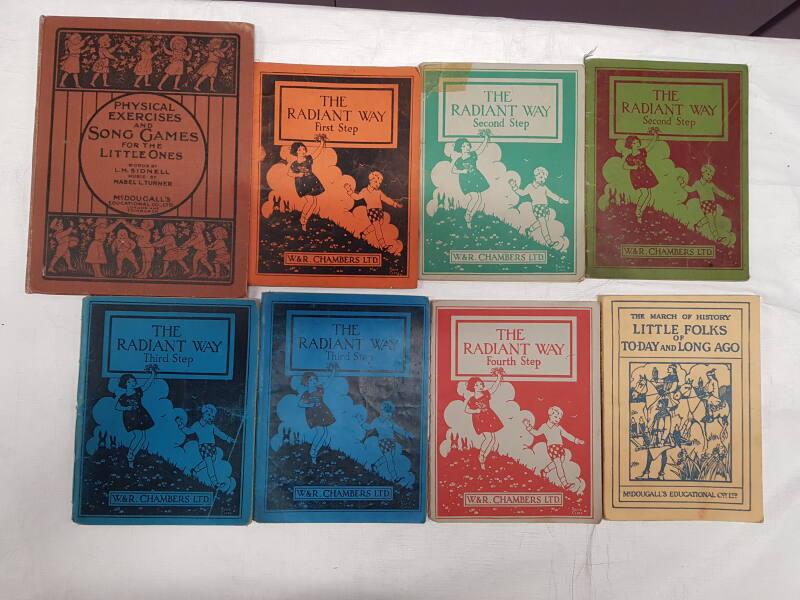 PHYSICAL
EXERCISES
AND
SONG GAMES
FOR THE
LITTLE ONES
WORDS BY
L.M. SIDNELL
MUSIC BY
MABEL L. TURNER
MCDOUGALL'S
EDUCATIONAL CO., LTD.
THE
RADIANT WAY
First Step
W. & R. CHAMBERS LTD.
THE
RADIANT WAY
Second Step
W. & R. CHAMBERS LTD.
THE
RADIANT WAY
Second Step
W. & R. CHAMBERS LTD.
THE
RADIANT WAY
Third Step
W. & R. CHAMBERS LTD.
THE
RADIANT WAY
Third Step
W. & R. CHAMBERS LTD.
THE
RADIANT WAY
Fourth Step
W. & R. CHAMBERS LTD.
THE MARCH OF HISTORY
LITTLE FOLKS
OF
TO-DAY AND LONG AGO
MCDOUGALL'S EDUCATIONAL COY. LTD.